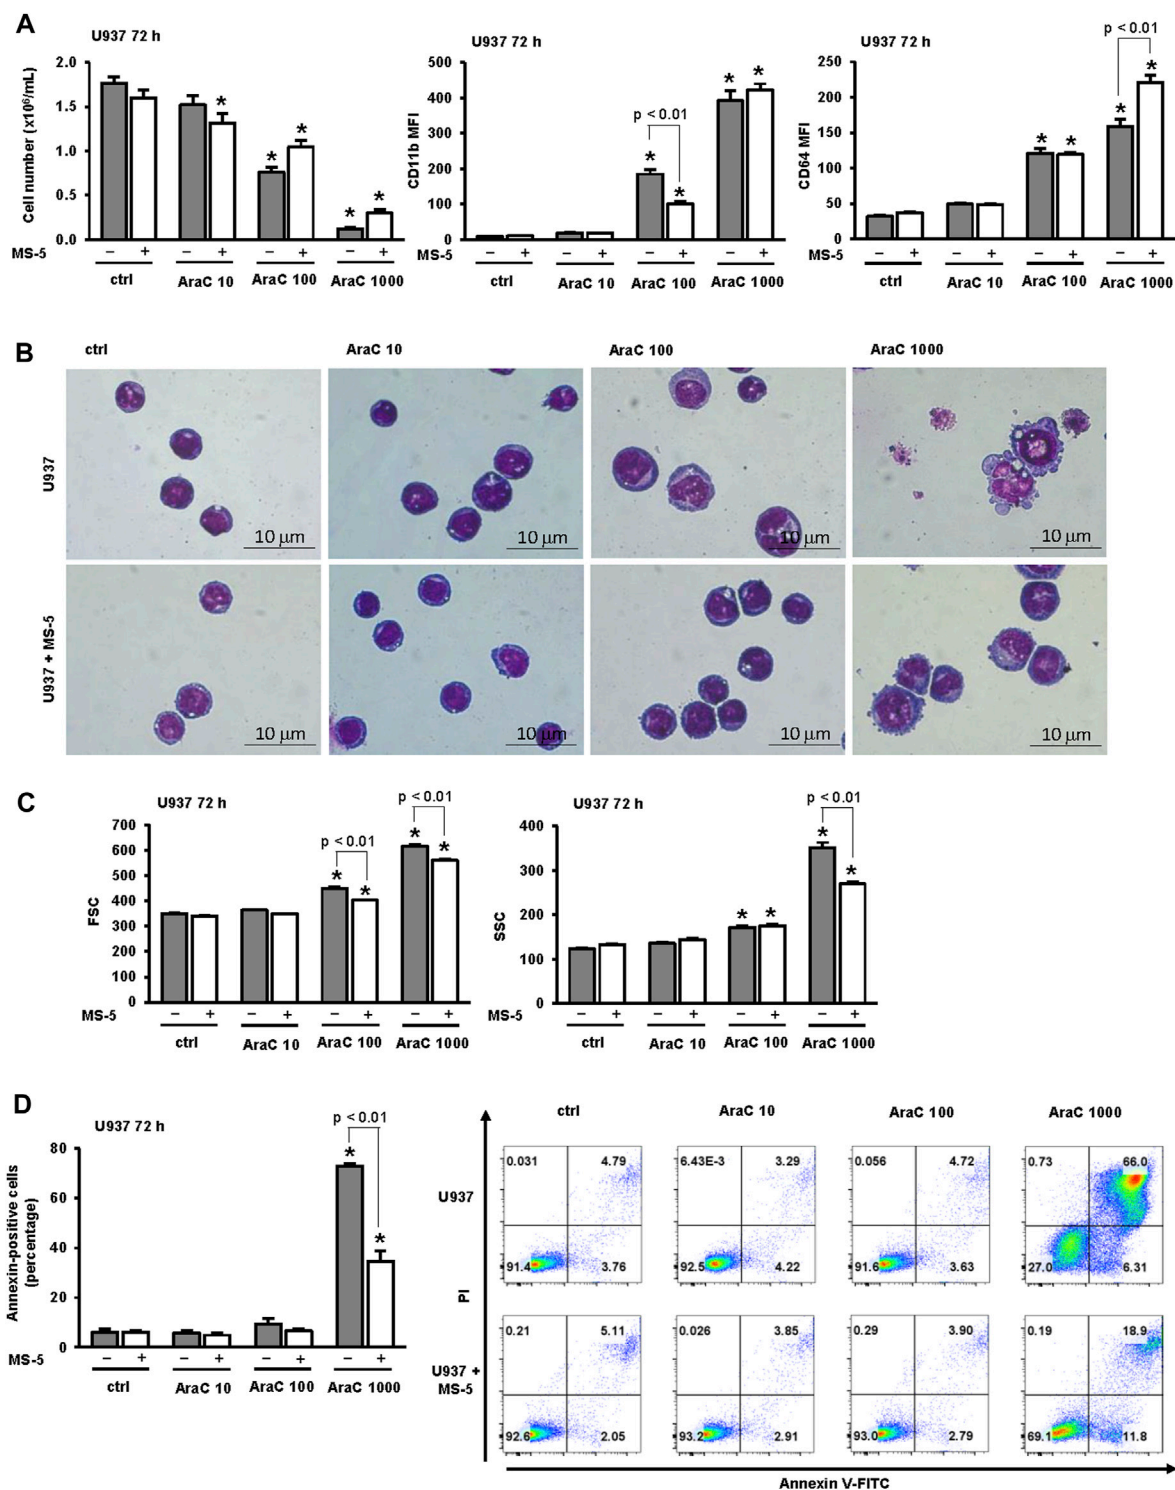 A
U937 72 h
Cell number (x10⁶/mL)
2.0
1.5
1.0
0.5
0.0
* * * * *
MS-5 – + – + – + – +
ctrl AraC 10 AraC 100 AraC 1000
U937 72 h
CD11b MFI
500
400
300
200
100
0
p < 0.01
* * * *
MS-5 – + – + – + – +
ctrl AraC 10 AraC 100 AraC 1000
U937 72 h
CD64 MFI
250
200
150
100
50
0
p < 0.01
* * * *
MS-5 – + – + – + – +
ctrl AraC 10 AraC 100 AraC 1000
B
ctrl AraC 10 AraC 100 AraC 1000
U937
10 µm 10 µm 10 µm 10 µm
U937 + MS-5
10 µm 10 µm 10 µm 10 µm
C
U937 72 h
FSC
700
600
500
400
300
200
100
0
p < 0.01
p < 0.01
* * * *
MS-5 – + – + – + – +
ctrl AraC 10 AraC 100 AraC 1000
U937 72 h
SSC
400
300
200
100
0
p < 0.01
* * * *
MS-5 – + – + – + – +
ctrl AraC 10 AraC 100 AraC 1000
D
U937 72 h
Annexin-positive cells
(percentage)
80
60
40
20
0
p < 0.01
* *
MS-5 – + – + – + – +
ctrl AraC 10 AraC 100 AraC 1000
ctrl AraC 10 AraC 100 AraC 1000
U937
0.031 4.79 6.43E-3 3.29 0.056 4.72 0.73 66.0
91.4 3.76 92.5 4.22 91.6 3.63 27.0 6.31
PI
U937 +
MS-5
0.21 5.11 0.026 3.85 0.29 3.90 0.19 18.9
92.6 2.05 93.2 2.91 93.0 2.79 69.1 11.8
Annexin V-FITC